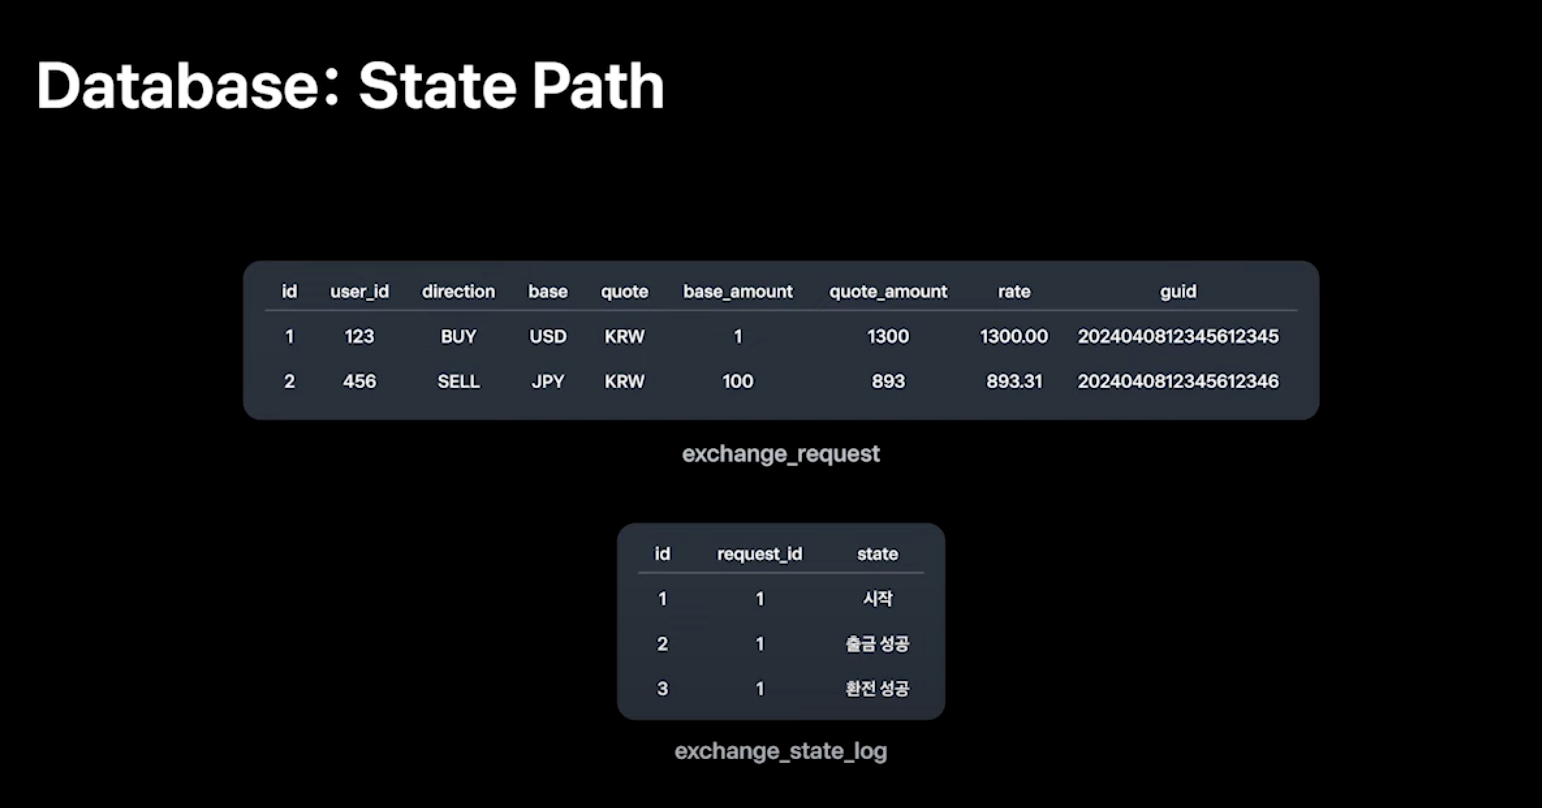 Database: State Path
id user_id direction base quote base_amount quote_amount rate guid
1 123 BUY USD KRW 1 1300 1300.00 2024040812345612345
2 456 SELL JPY KRW 100 893 893.31 2024040812345612346
exchange_request
id request_id state
1 1 시작
2 1 출금 성공
3 1 환전 성공
exchange_state_log